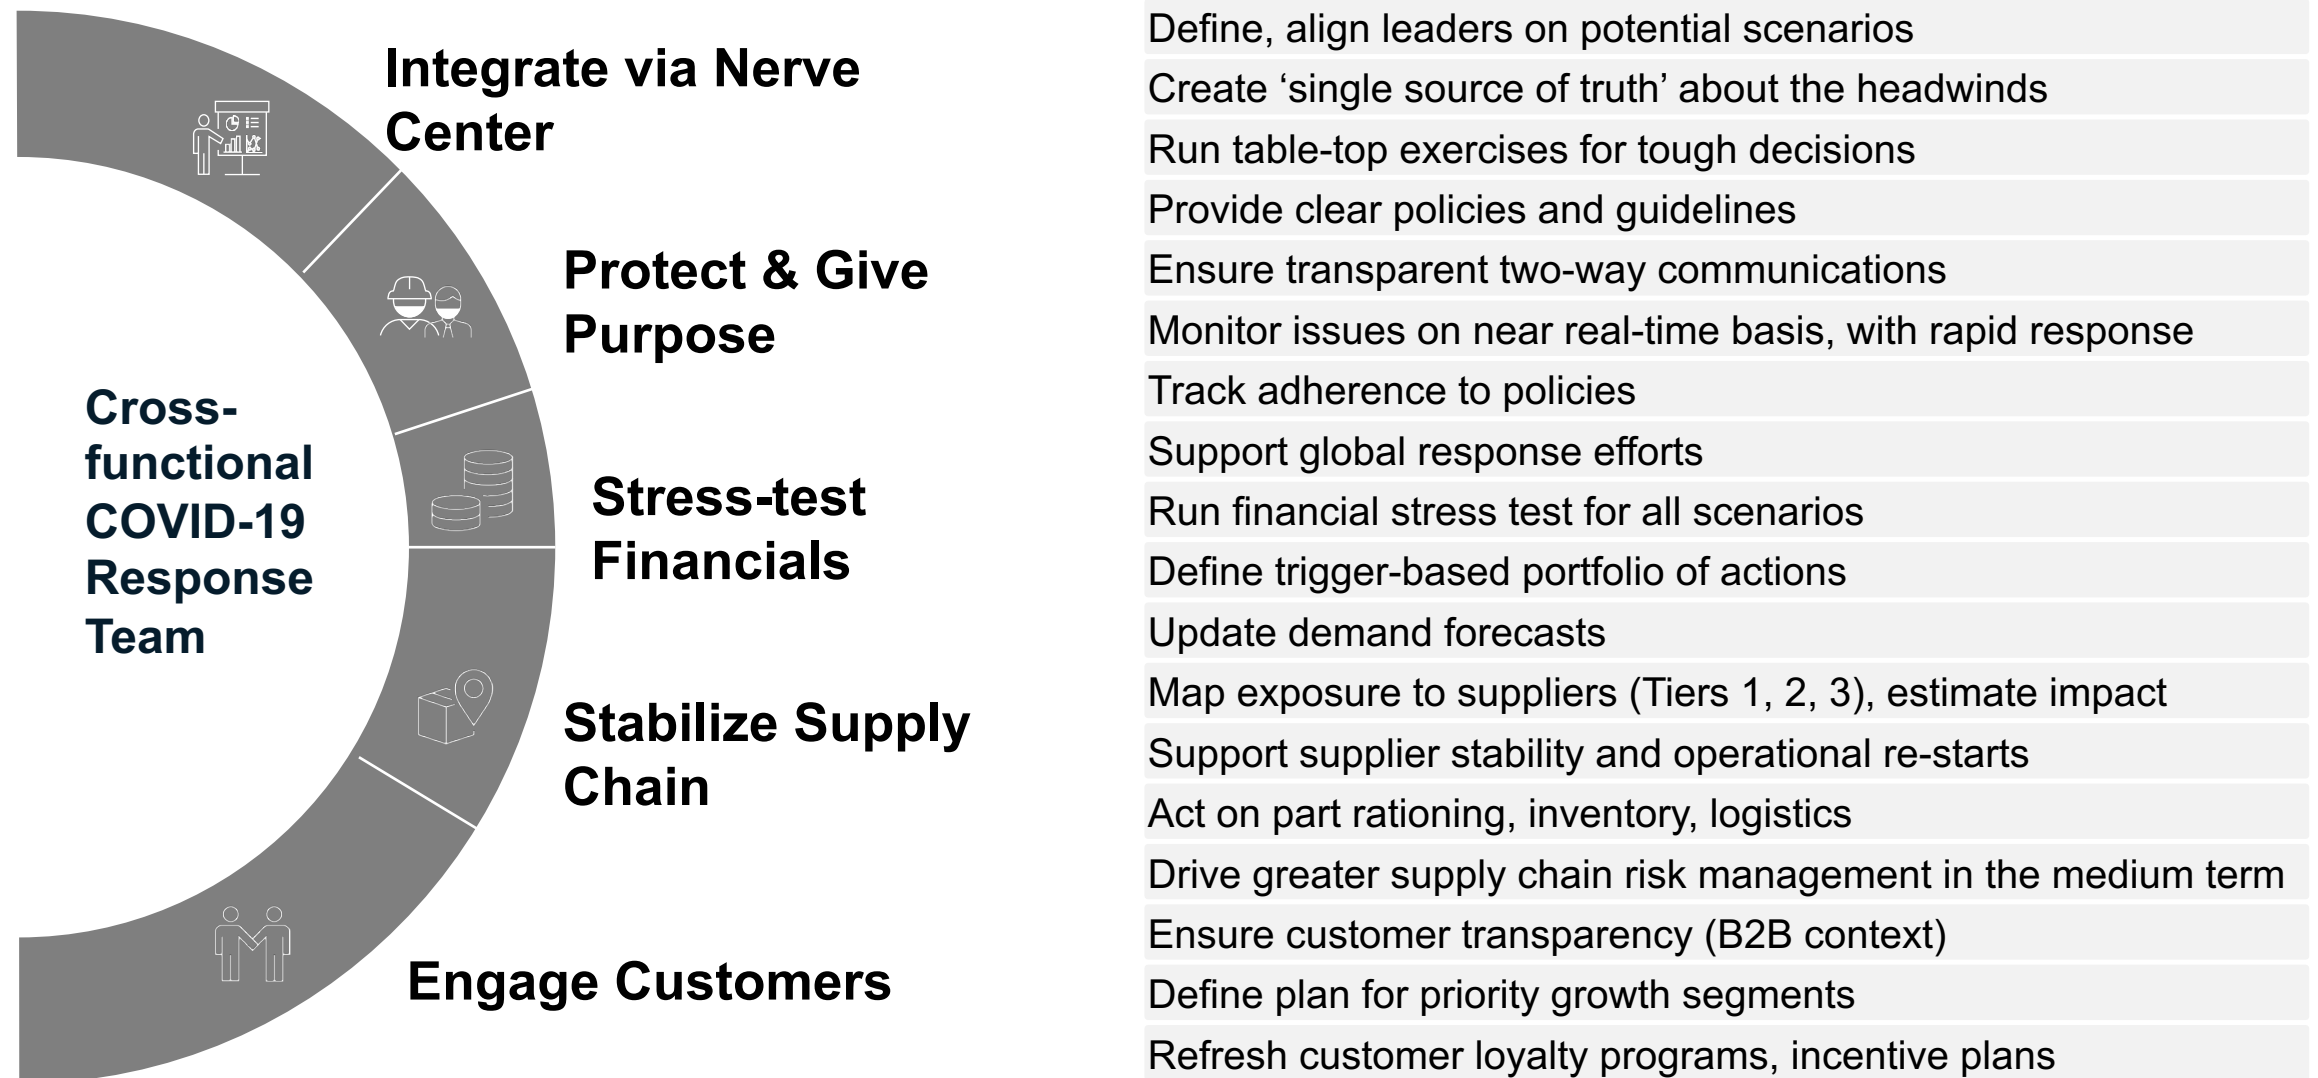 Cross-
functional
COVID-19
Response
Team
Integrate via Nerve
Center
Protect & Give
Purpose
Stress-test
Financials
Stabilize Supply
Chain
Engage Customers
Define, align leaders on potential scenarios
Create ‘single source of truth’ about the headwinds
Run table-top exercises for tough decisions
Provide clear policies and guidelines
Ensure transparent two-way communications
Monitor issues on near real-time basis, with rapid response
Track adherence to policies
Support global response efforts
Run financial stress test for all scenarios
Define trigger-based portfolio of actions
Update demand forecasts
Map exposure to suppliers (Tiers 1, 2, 3), estimate impact
Support supplier stability and operational re-starts
Act on part rationing, inventory, logistics
Drive greater supply chain risk management in the medium term
Ensure customer transparency (B2B context)
Define plan for priority growth segments
Refresh customer loyalty programs, incentive plans